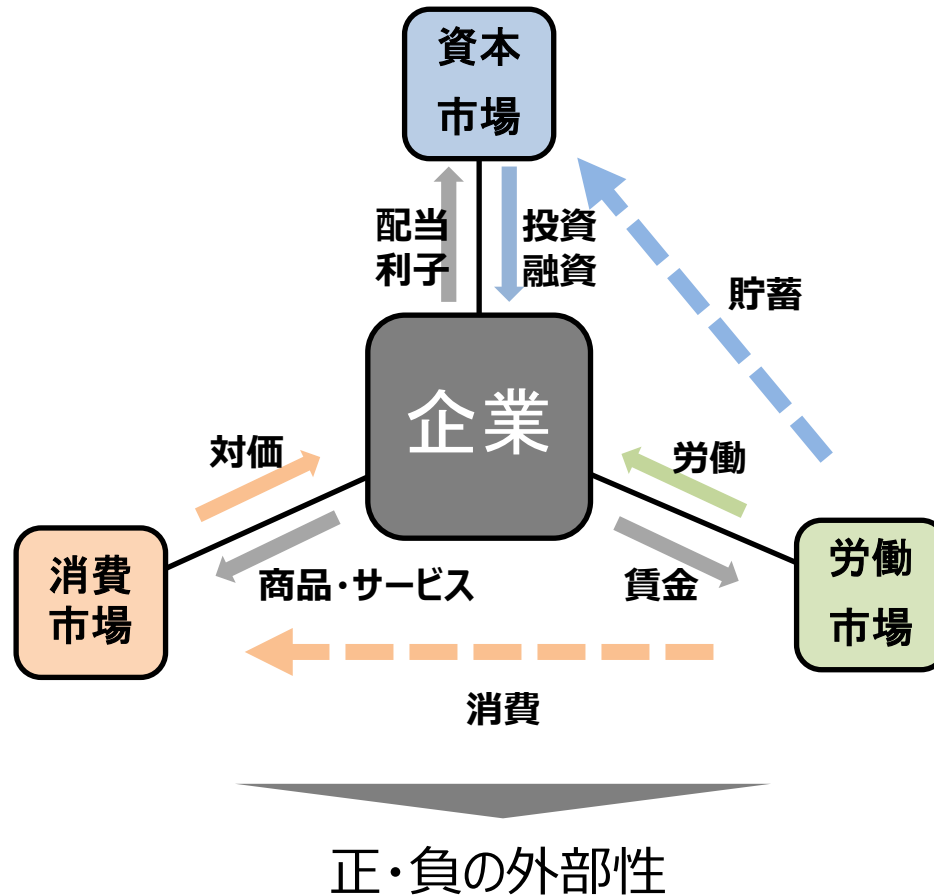 資本
市場
配当
利子
投資
融資
貯蓄
企業
対価
労働
消費
市場
商品・サービス
賃金
労働
市場
消費
正・負の外部性